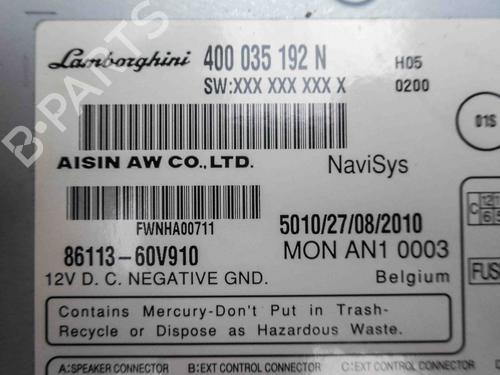 Lamborghini 400 035 192 N H05
SW:XXX XXX XXX X 0200
01S
AISIN AW CO.,LTD. NaviSys
FWNHA00711
5010/27/08/2010
86113-60V910 MON AN1 0003
12V D. C. NEGATIVE GND. Belgium
FUS
Contains Mercury-Don't Put in Trash-
Recycle or Dispose as Hazardous Waste.
A:SPEAKER CONNECTOR B:EXT CONTROL CONNECTOR C:EXT CONTROL CONNECTOR